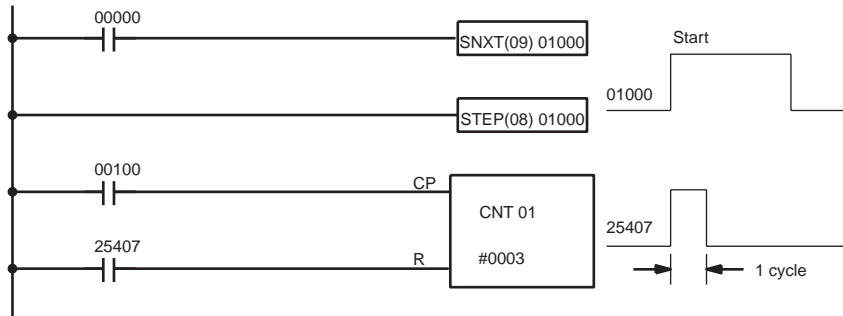 00000
SNXT(09) 01000
Start
01000
STEP(08) 01000
00100
CP
CNT 01
#0003
25407
R
25407
1 cycle